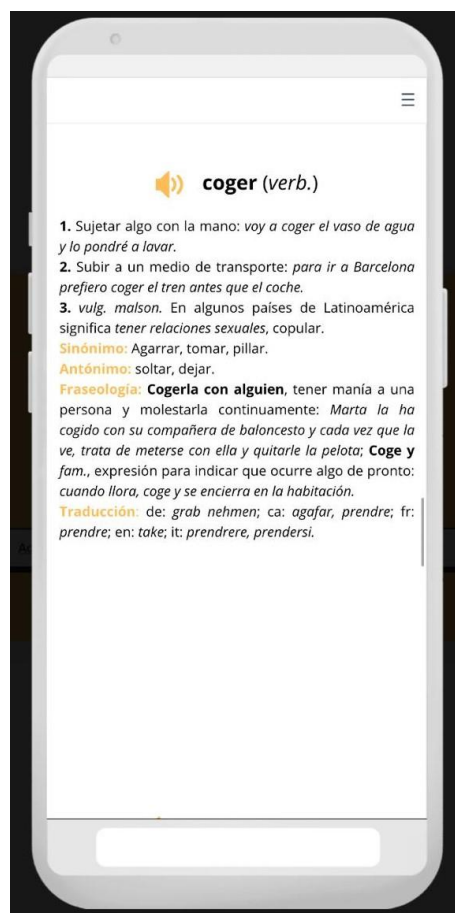 coger (verb.)
1. Sujetar algo con la mano: voy a coger el vaso de agua
y lo pondré a lavar.
2. Subir a un medio de transporte: para ir a Barcelona
prefiero coger el tren antes que el coche.
3. vulg. malson. En algunos países de Latinoamérica
significa tener relaciones sexuales, copular.
Sinónimo: Agarrar, tomar, pillar.
Antónimo: soltar, dejar.
Fraseología: Cogerla con alguien, tener manía a una
persona y molestarla continuamente: Marta la ha
cogido con su compañera de baloncesto y cada vez que la
ve, trata de meterse con ella y quitarle la pelota; Coge y
fam., expresión para indicar que ocurre algo de pronto:
cuando llora, coge y se encierra en la habitación.
Traducción: de: grab nehmen; ca: agafar, prendre; fr:
prendre; en: take; it: prendrere, prendersi.